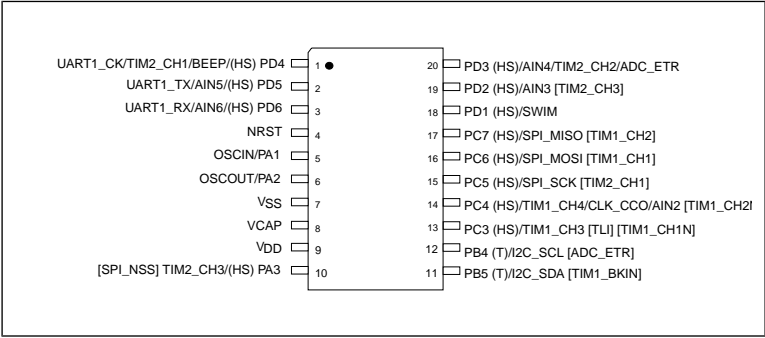 UART1_CK/TIM2_CH1/BEEP/(HS) PD4 1 20 PD3 (HS)/AIN4/TIM2_CH2/ADC_ETR
UART1_TX/AIN5/(HS) PD5 2 19 PD2 (HS)/AIN3 [TIM2_CH3]
UART1_RX/AIN6/(HS) PD6 3 18 PD1 (HS)/SWIM
NRST 4 17 PC7 (HS)/SPI_MISO [TIM1_CH2]
OSCIN/PA1 5 16 PC6 (HS)/SPI_MOSI [TIM1_CH1]
OSCOUT/PA2 6 15 PC5 (HS)/SPI_SCK [TIM2_CH1]
VSS 7 14 PC4 (HS)/TIM1_CH4/CLK_CCO/AIN2 [TIM1_CH2
VCAP 8 13 PC3 (HS)/TIM1_CH3 [TLI] [TIM1_CH1N]
VDD 9 12 PB4 (T)/I2C_SCL [ADC_ETR]
[SPI_NSS] TIM2_CH3/(HS) PA3 10 11 PB5 (T)/I2C_SDA [TIM1_BKIN]